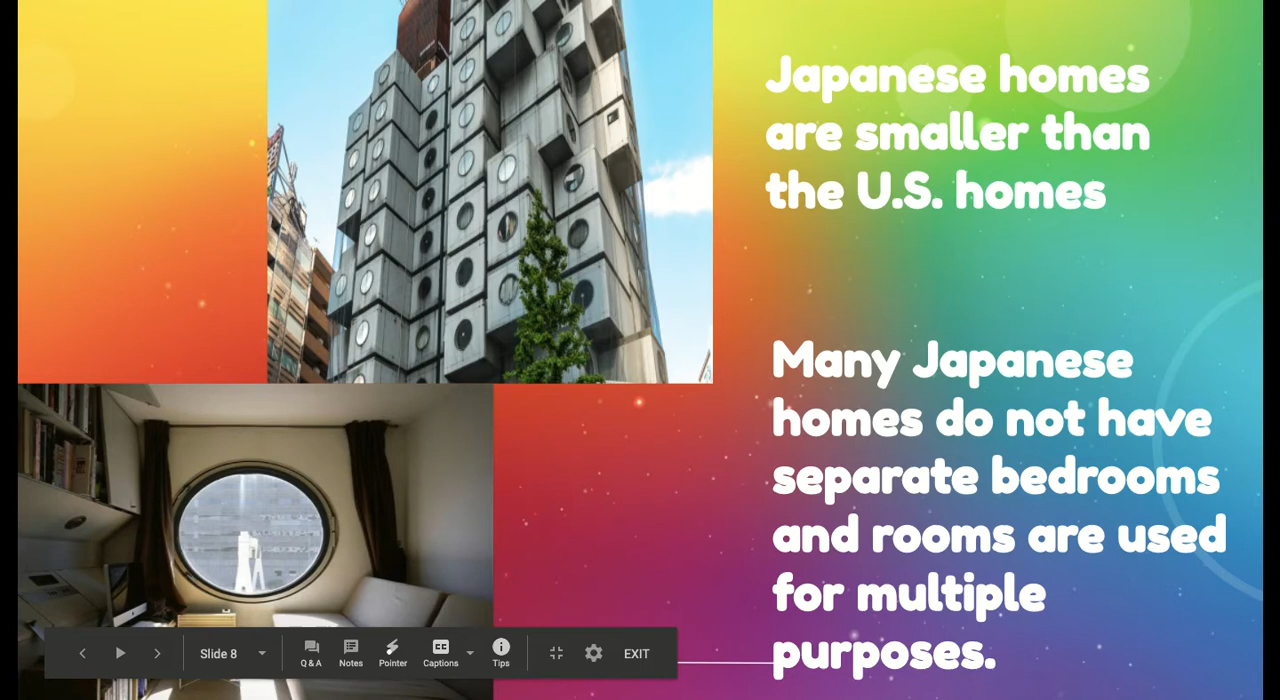 Japanese homes
are smaller than
the U.S. homes
Many Japanese
homes do not have
separate bedrooms
and rooms are used
for multiple
purposes.
Slide 8
Q & A
Notes
Pointer
Captions
Tips
EXIT